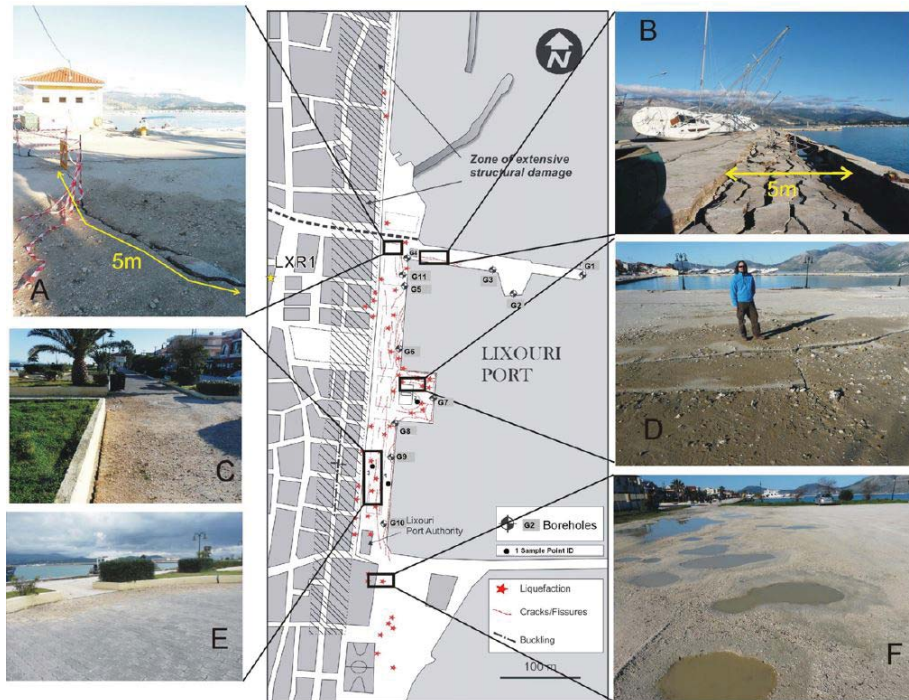 A
5m
B
5m
N
Zone of extensive
structural damage
LXR1
G4
G1
G11
G3
G5
G2
LIXOURI
PORT
G6
G7
C
D
G8
G9
G10
Lixouri
Port Authority
G2 Boreholes
1 Sample Point ID
Liquefaction
Cracks/Fissures
Buckling
100 m
E
F